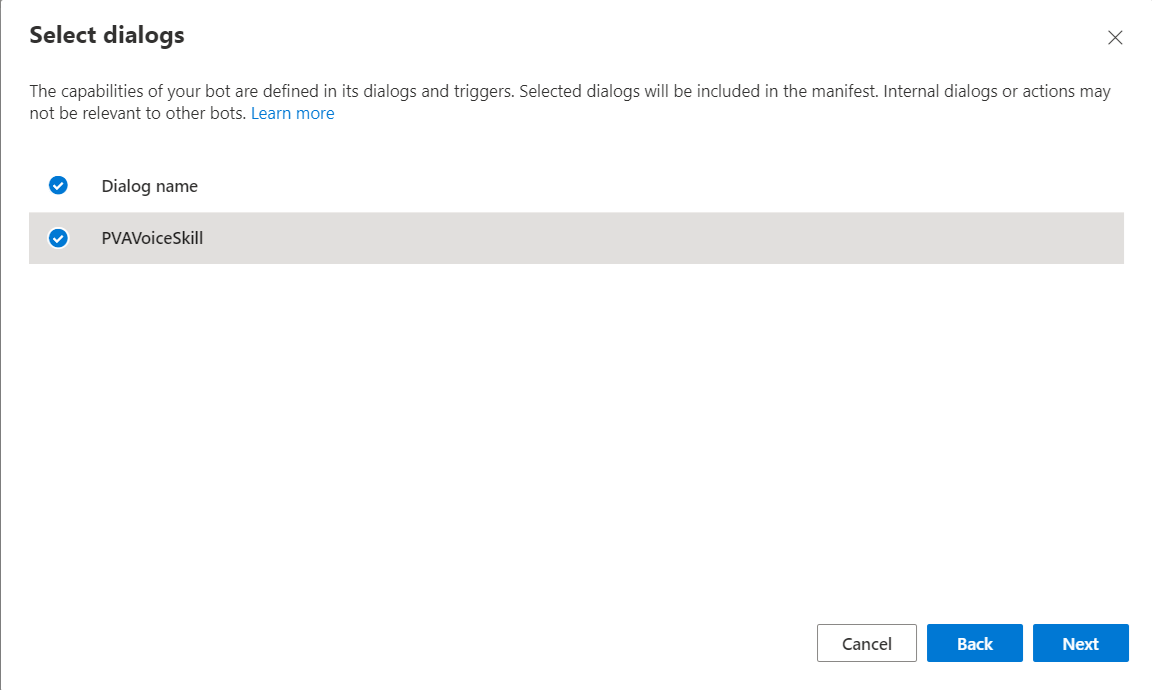 Select dialogs
The capabilities of your bot are defined in its dialogs and triggers. Selected dialogs will be included in the manifest. Internal dialogs or actions may
not be relevant to other bots. Learn more
Dialog name
PVAVoiceSkill
Cancel Back Next